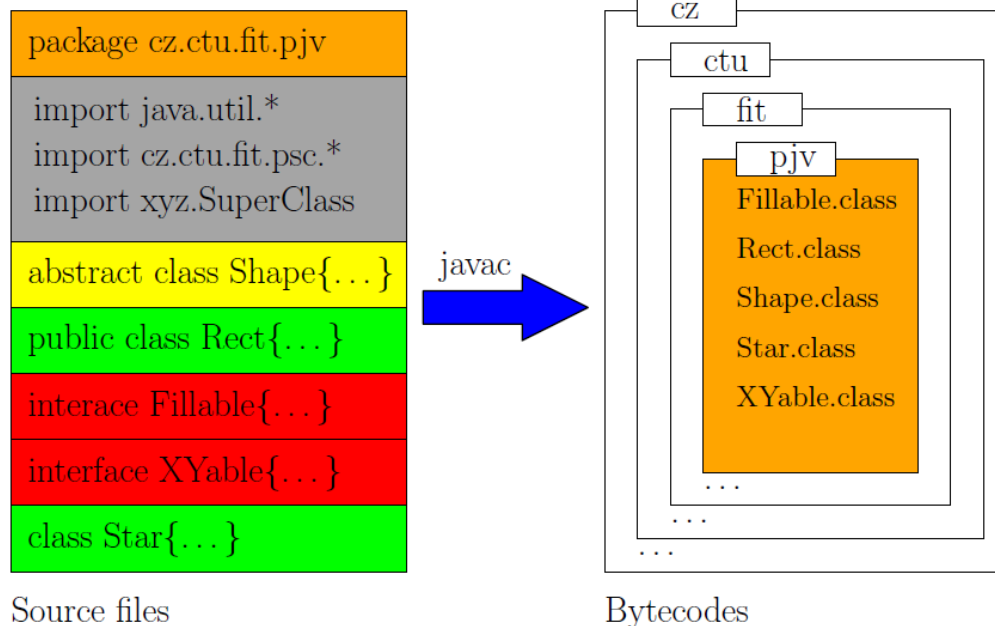 package cz.ctu.fit.pjv
import java.util.*
import cz.ctu.fit.psc.*
import xyz.SuperClass
abstract class Shape{...}
public class Rect{...}
interace Fillable{...}
interface XYable{...}
class Star{...}
Source files
javac
cz
ctu
fit
pjv
Fillable.class
Rect.class
Shape.class
Star.class
XYable.class
...
...
...
Bytecodes